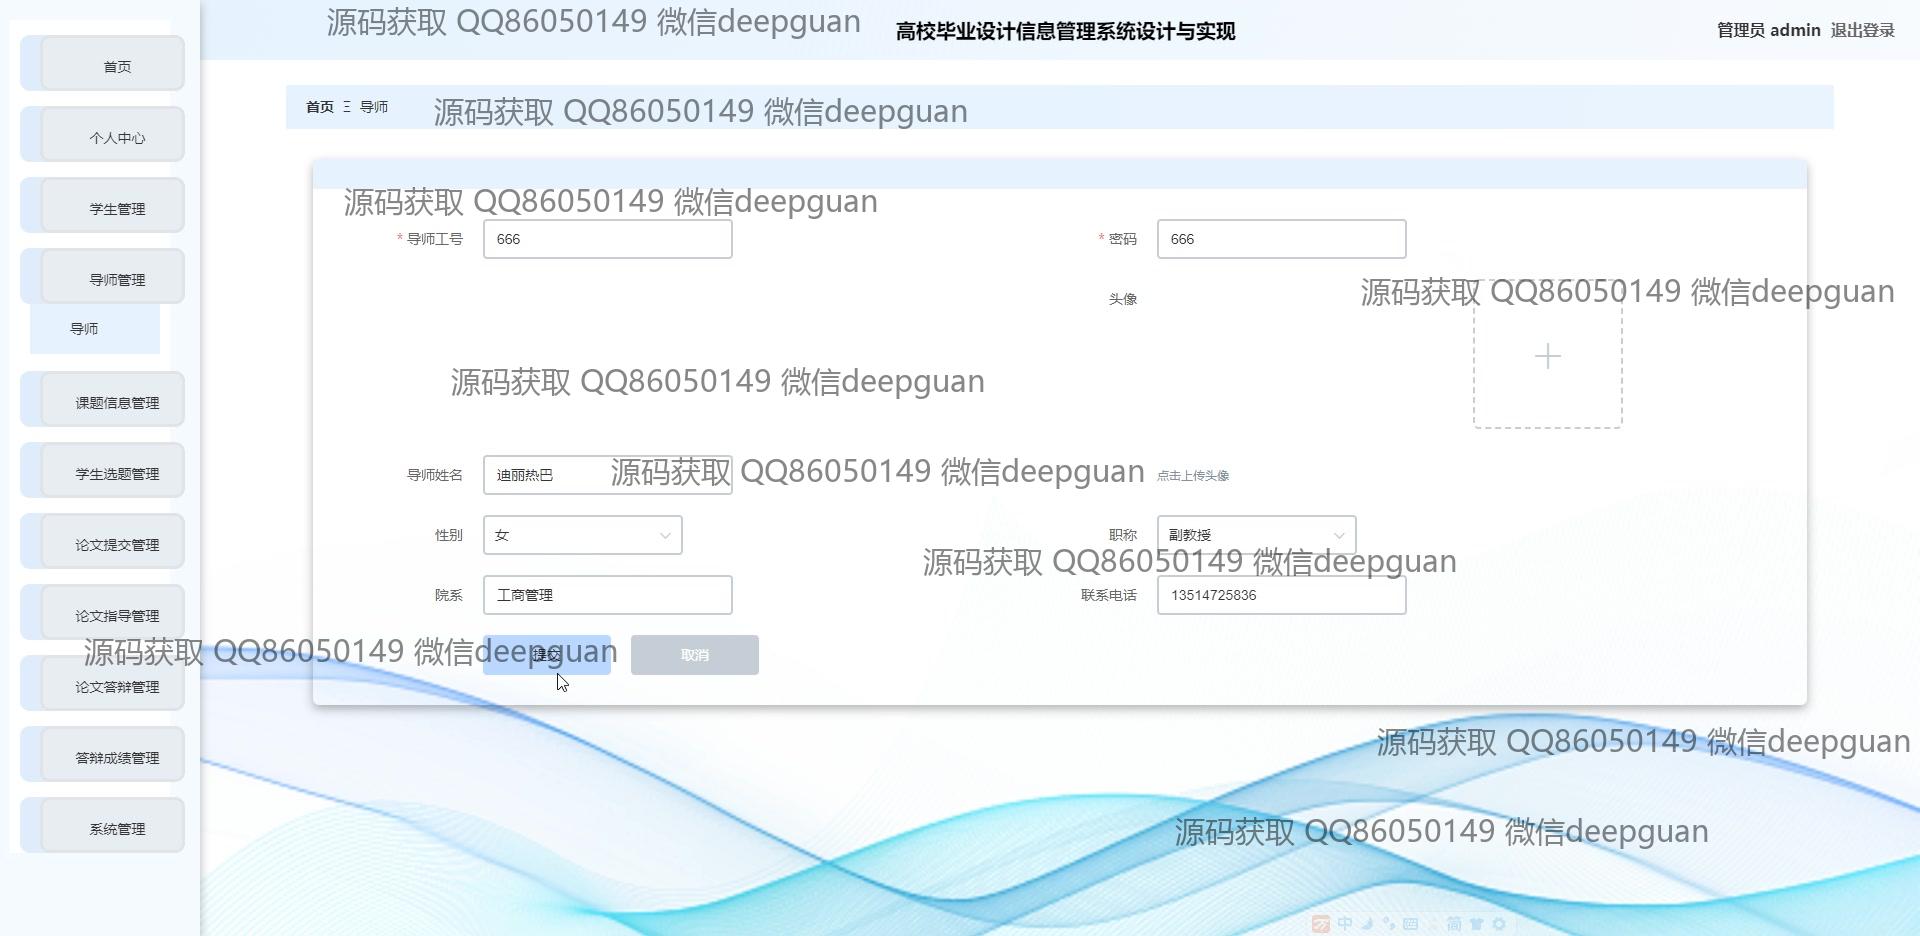 源码获取 QQ86050149 微信deepguan
高校毕业设计信息管理系统设计与实现
管理员 admin 退出登录
首页
个人中心
学生管理
导师管理
导师
课题信息管理
学生选题管理
论文提交管理
论文指导管理
论文答辩管理
答辩成绩管理
系统管理
首页 Ξ 导师
源码获取 QQ86050149 微信deepguan
源码获取 QQ86050149 微信deepguan
* 导师工号 666
* 密码 666
头像
源码获取 QQ86050149 微信deepguan
源码获取 QQ86050149 微信deepguan
导师姓名 迪丽热巴
源码获取 QQ86050149 微信deepguan
点击上传头像
性别 女
职称 副教授
源码获取 QQ86050149 微信deepguan
院系 工商管理
联系电话 13514725836
源码获取 QQ86050149 微信deepguan
提交 取消
源码获取 QQ86050149 微信deepguan
源码获取 QQ86050149 微信deepguan
中 简